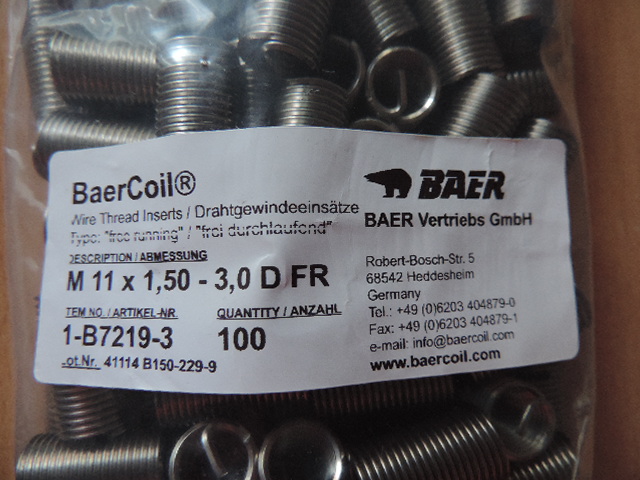 BaerCoil®
Wire Thread Inserts / Drahtgewindeeinsätze
Type: "free running" / "frei durchlaufend"
DESCRIPTION / ABMESSUNG
M 11 x 1,50 - 3,0 D FR
ITEM NO. / ARTIKEL-NR.
QUANTITY / ANZAHL
1-B7219-3
100
Lot.Nr. 41114 B150-229-9
BAER
BAER Vertriebs GmbH
Robert-Bosch-Str. 5
68542 Heddesheim
Germany
Tel.: +49 (0)6203 404879-0
Fax: +49 (0)6203 404879-1
e-mail: info@baercoil.com
www.baercoil.com